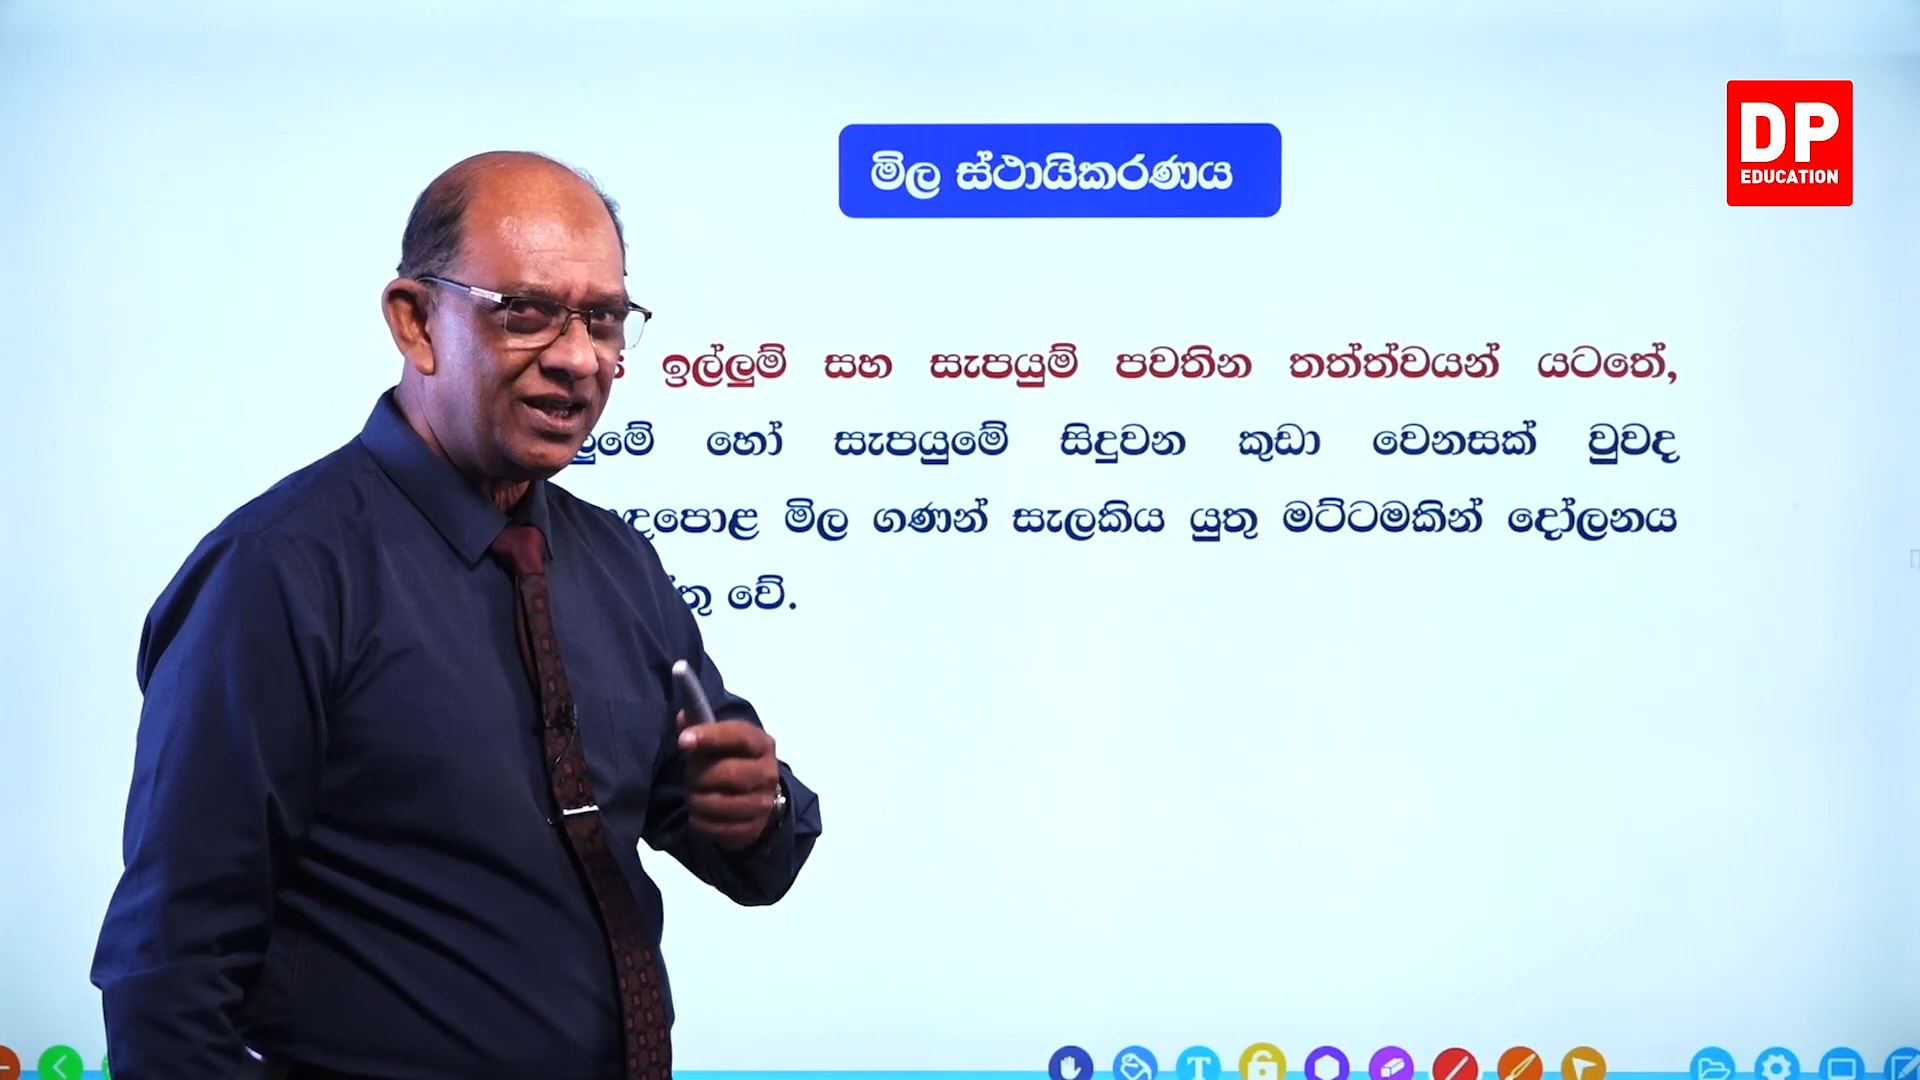 DP
EDUCATION
මිල ස්ථායිකරණය
ඉල්ලුම් සහ සැපයුම් පවතින තත්ත්වයන් යටතේ,
හෝ සැපයුමේ සිදුවන කුඩා වෙනසක් වුවද
මිල ගණන් සැලකිය යුතු මට්ටමකින් දෝලනය
වේ.